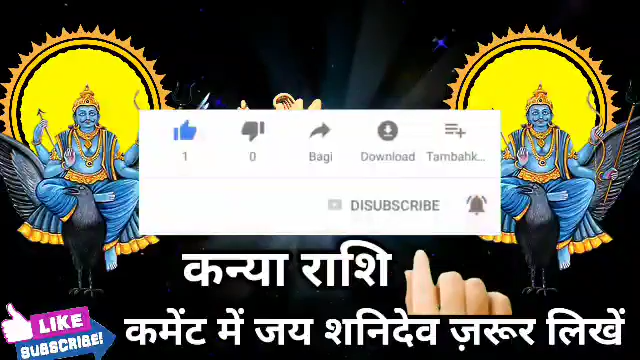 1 0 Bagi Download Tambahk...
DISUBSCRIBE
कन्या राशि
LIKE
SUBSCRIBE!
कमेंट में जय शनिदेव ज़रूर लिखें